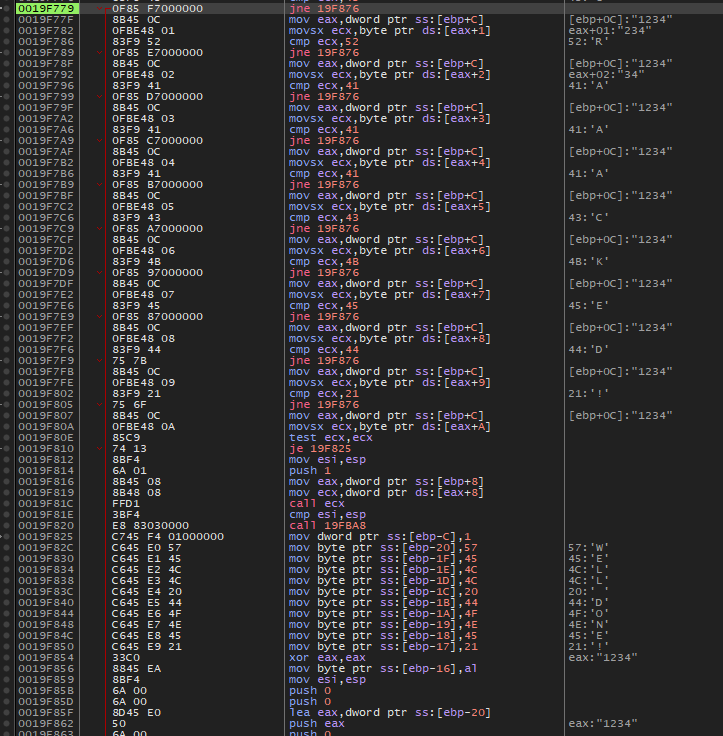 0019F779 0F85 F7000000 jne 19F876
0019F77F 8B45 0C mov eax,dword ptr ss:[ebp+C] [ebp+0C]:"1234"
0019F782 0FBE48 01 movsx ecx,byte ptr ds:[eax+1] eax+01:"234"
0019F786 83F9 52 cmp ecx,52 52:'R'
0019F789 0F85 E7000000 jne 19F876
0019F78F 8B45 0C mov eax,dword ptr ss:[ebp+C] [ebp+0C]:"1234"
0019F792 0FBE48 02 movsx ecx,byte ptr ds:[eax+2] eax+02:"34"
0019F796 83F9 41 cmp ecx,41 41:'A'
0019F799 0F85 D7000000 jne 19F876
0019F79F 8B45 0C mov eax,dword ptr ss:[ebp+C] [ebp+0C]:"1234"
0019F7A2 0FBE48 03 movsx ecx,byte ptr ds:[eax+3]
0019F7A6 83F9 41 cmp ecx,41 41:'A'
0019F7A9 0F85 C7000000 jne 19F876
0019F7AF 8B45 0C mov eax,dword ptr ss:[ebp+C] [ebp+0C]:"1234"
0019F7B2 0FBE48 04 movsx ecx,byte ptr ds:[eax+4]
0019F7B6 83F9 41 cmp ecx,41 41:'A'
0019F7B9 0F85 B7000000 jne 19F876
0019F7BF 8B45 0C mov eax,dword ptr ss:[ebp+C] [ebp+0C]:"1234"
0019F7C2 0FBE48 05 movsx ecx,byte ptr ds:[eax+5]
0019F7C6 83F9 43 cmp ecx,43 43:'C'
0019F7C9 0F85 A7000000 jne 19F876
0019F7CF 8B45 0C mov eax,dword ptr ss:[ebp+C] [ebp+0C]:"1234"
0019F7D2 0FBE48 06 movsx ecx,byte ptr ds:[eax+6]
0019F7D6 83F9 4B cmp ecx,4B 4B:'K'
0019F7D9 0F85 97000000 jne 19F876
0019F7DF 8B45 0C mov eax,dword ptr ss:[ebp+C] [ebp+0C]:"1234"
0019F7E2 0FBE48 07 movsx ecx,byte ptr ds:[eax+7]
0019F7E6 83F9 45 cmp ecx,45 45:'E'
0019F7E9 0F85 87000000 jne 19F876
0019F7EF 8B45 0C mov eax,dword ptr ss:[ebp+C] [ebp+0C]:"1234"
0019F7F2 0FBE48 08 movsx ecx,byte ptr ds:[eax+8]
0019F7F6 83F9 44 cmp ecx,44 44:'D'
0019F7F9 75 7B jne 19F876
0019F7FB 8B45 0C mov eax,dword ptr ss:[ebp+C] [ebp+0C]:"1234"
0019F7FE 0FBE48 09 movsx ecx,byte ptr ds:[eax+9]
0019F802 83F9 21 cmp ecx,21 21:'!'
0019F805 75 6F jne 19F876
0019F807 8B45 0C mov eax,dword ptr ss:[ebp+C] [ebp+0C]:"1234"
0019F80A 0FBE48 0A movsx ecx,byte ptr ds:[eax+A]
0019F80E 85C9 test ecx,ecx
0019F810 74 13 je 19F825
0019F812 8BF4 mov esi,esp
0019F814 6A 01 push 1
0019F816 8B45 08 mov eax,dword ptr ss:[ebp+8]
0019F819 8B48 08 mov ecx,dword ptr ds:[eax+8]
0019F81C FFD1 call ecx
0019F81E 3BF4 cmp esi,esp
0019F820 E8 83030000 call 19FBA8
0019F825 C745 F4 01000000 mov dword ptr ss:[ebp-C],1
0019F82C C645 E0 57 mov byte ptr ss:[ebp-20],57 57:'W'
0019F830 C645 E1 45 mov byte ptr ss:[ebp-1F],45 45:'E'
0019F834 C645 E2 4C mov byte ptr ss:[ebp-1E],4C 4C:'L'
0019F838 C645 E3 4C mov byte ptr ss:[ebp-1D],4C 4C:'L'
0019F83C C645 E4 20 mov byte ptr ss:[ebp-1C],20 20:' '
0019F840 C645 E5 44 mov byte ptr ss:[ebp-1B],44 44:'D'
0019F844 C645 E6 4F mov byte ptr ss:[ebp-1A],4F 4F:'O'
0019F848 C645 E7 4E mov byte ptr ss:[ebp-19],4E 4E:'N'
0019F84C C645 E8 45 mov byte ptr ss:[ebp-18],45 45:'E'
0019F850 C645 E9 21 mov byte ptr ss:[ebp-17],21 21:'!'
0019F854 33C0 xor eax,eax eax:"1234"
0019F856 8845 EA mov byte ptr ss:[ebp-16],al
0019F859 8BF4 mov esi,esp
0019F85B 6A 00 push 0
0019F85D 6A 00 push 0
0019F85F 8D45 E0 lea eax,dword ptr ss:[ebp-20]
0019F862 50 push eax eax:"1234"
0019F863 6A 00 push 0